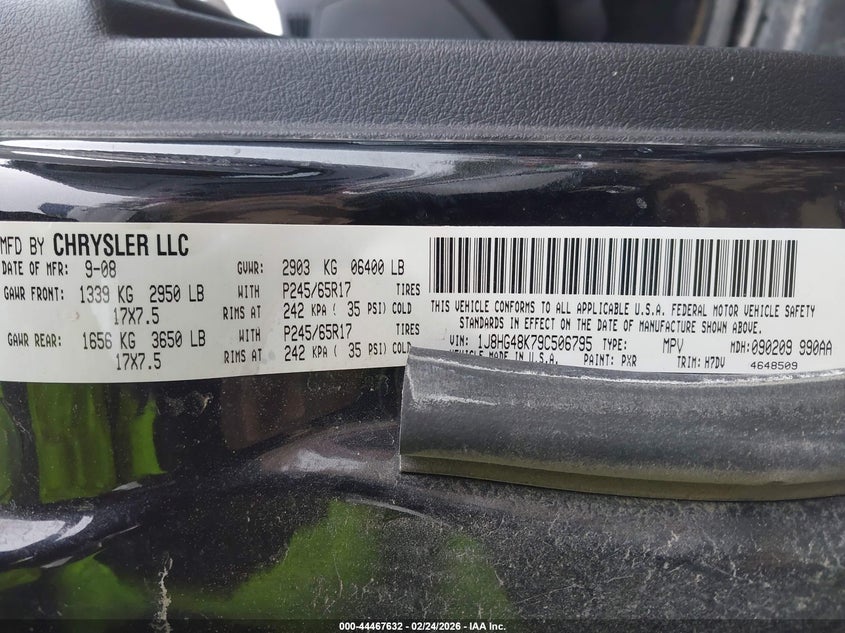 MFD BY CHRYSLER LLC
DATE OF MFR: 9-08 GVWR: 2903 KG 06400 LB
GAWR FRONT: 1339 KG 2950 LB WITH P245/65R17 TIRES
17X7.5 RIMS AT 242 KPA ( 35 PSI) COLD
GAWR REAR: 1656 KG 3650 LB WITH P245/65R17 TIRES
17X7.5 RIMS AT 242 KPA ( 35 PSI) COLD
THIS VEHICLE CONFORMS TO ALL APPLICABLE U.S.A. FEDERAL MOTOR VEHICLE SAFETY
STANDARDS IN EFFECT ON THE DATE OF MANUFACTURE SHOWN ABOVE.
VIN: 1J8HG48K79C506795 TYPE: MPV MDH: 090209 990AA
VEHICLE MADE IN U.S.A. PAINT: PXR TRIM: H7DV 4648509
000-44467632 - 02/24/2026 - IAA Inc.